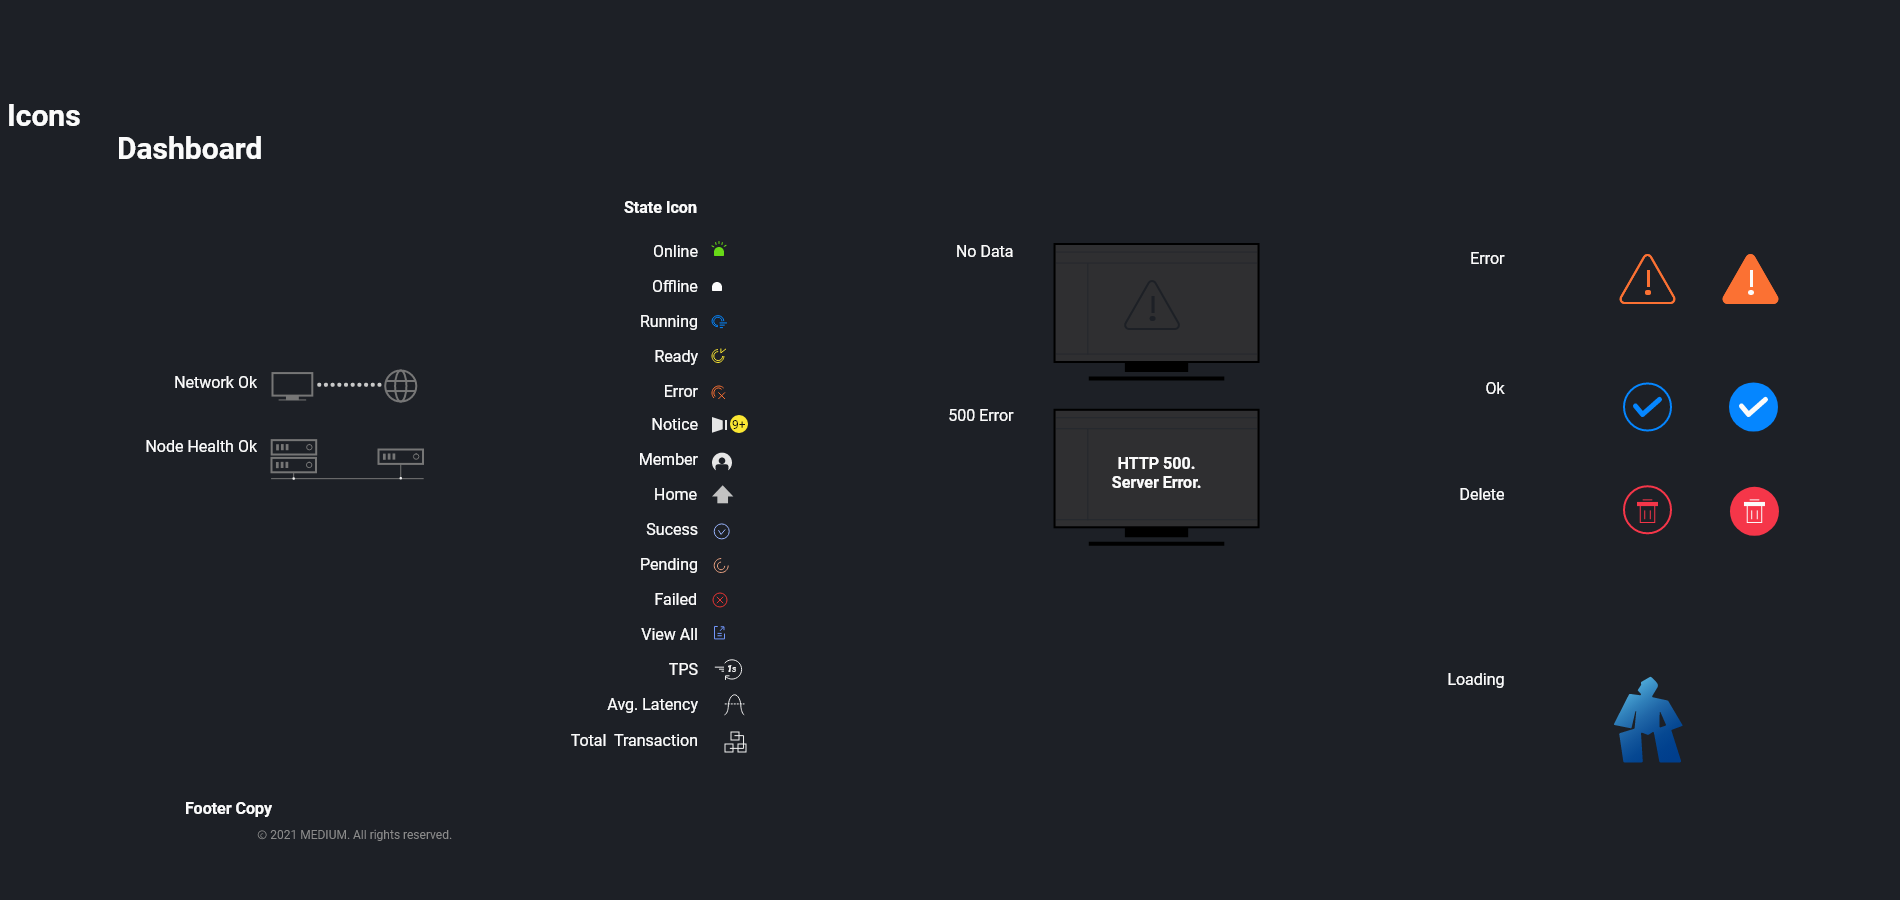 Icons
Dashboard
Network Ok
Node Health Ok
State Icon
Online
Offline
Running
Ready
Error
Notice 9+
Member
Home
Sucess
Pending
Failed
View All
TPS 1s
Avg. Latency
Total Transaction
No Data
500 Error
HTTP 500.
Server Error.
Error
Ok
Delete
Loading
Footer Copy
© 2021 MEDIUM. All rights reserved.